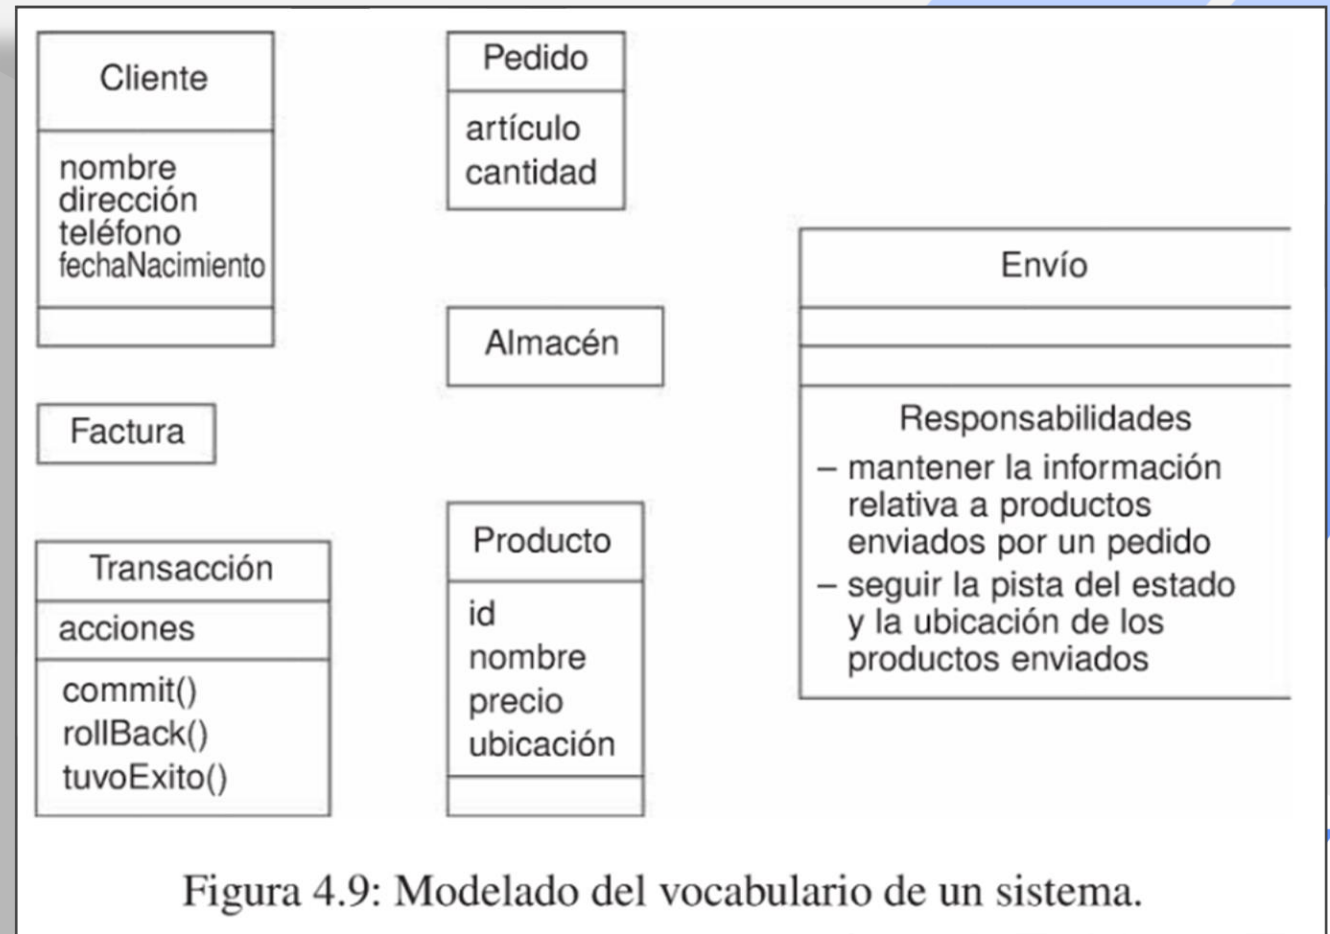 Cliente
nombre
dirección
teléfono
fechaNacimiento
Factura
Transacción
acciones
commit()
rollBack()
tuvoExito()
Pedido
artículo
cantidad
Almacén
Producto
id
nombre
precio
ubicación
Envío
Responsabilidades
– mantener la información
relativa a productos
enviados por un pedido
– seguir la pista del estado
y la ubicación de los
productos enviados
Figura 4.9: Modelado del vocabulario de un sistema.